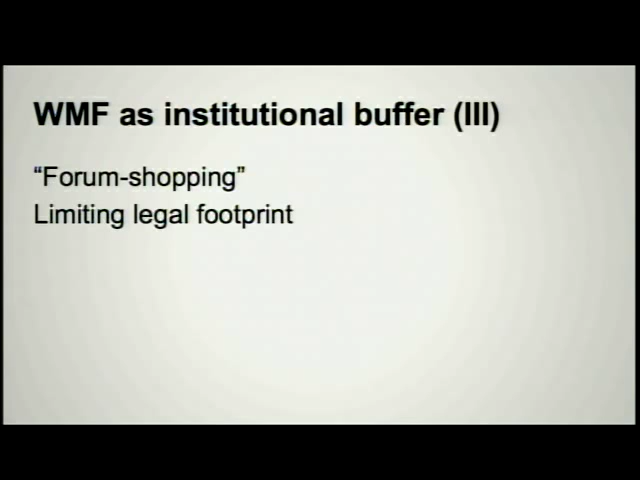 WMF as institutional buffer (III)
“Forum-shopping”
Limiting legal footprint